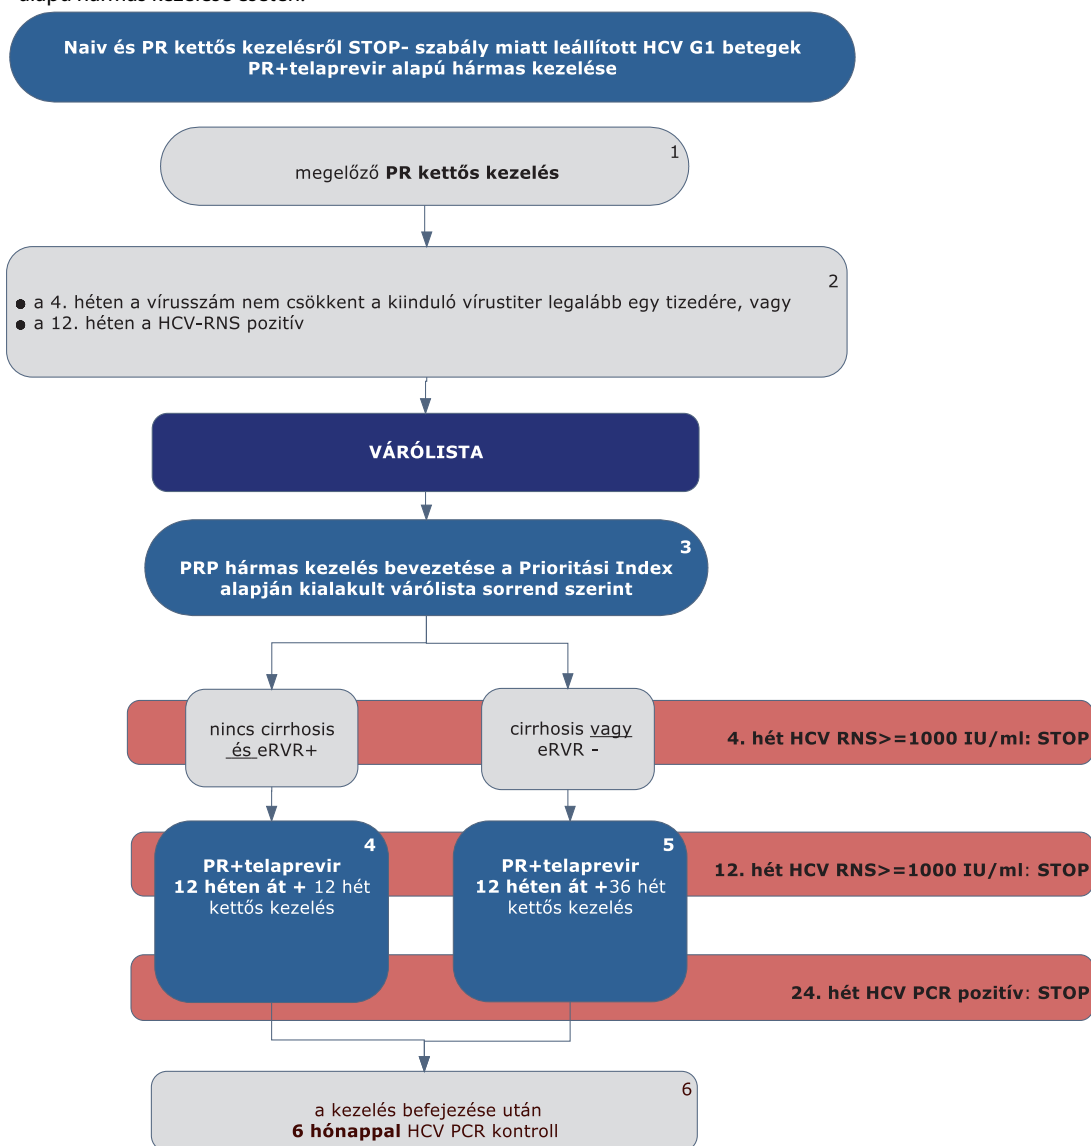 alapú hármas kezelése esetén.
Naiv és PR kettős kezelésről STOP- szabály miatt leállított HCV G1 betegek
PR+telaprevir alapú hármas kezelése
1
megelőző PR kettős kezelés
2
● a 4. héten a vírusszám nem csökkent a kiinduló vírustiter legalább egy tizedére, vagy
● a 12. héten a HCV-RNS pozitív
VÁRÓLISTA
3
PRP hármas kezelés bevezetése a Prioritási Index
alapján kialakult várólista sorrend szerint
nincs cirrhosis
és eRVR+
cirrhosis vagy
eRVR -
4. hét HCV RNS>=1000 IU/ml: STOP
4
PR+telaprevir
12 héten át + 12 hét
kettős kezelés
5
PR+telaprevir
12 héten át +36 hét
kettős kezelés
12. hét HCV RNS>=1000 IU/ml: STOP
24. hét HCV PCR pozitív: STOP
6
a kezelés befejezése után
6 hónappal HCV PCR kontroll